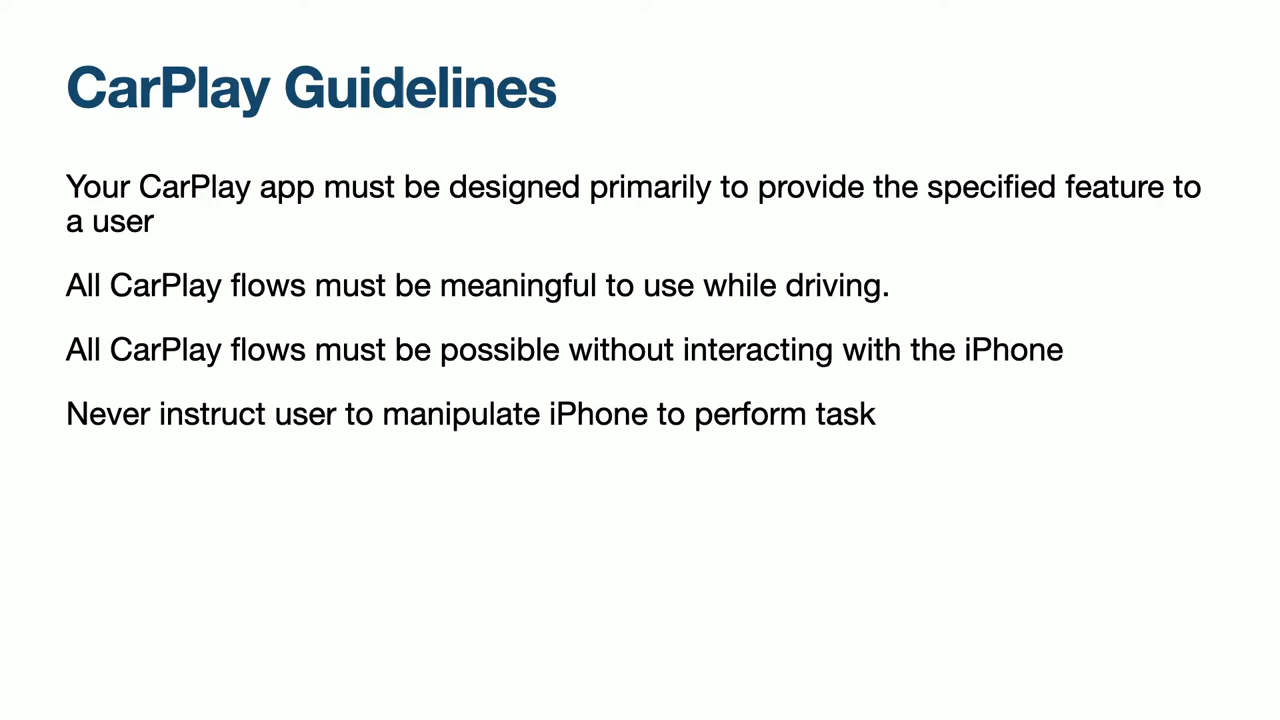 CarPlay Guidelines
Your CarPlay app must be designed primarily to provide the specified feature to
a user
All CarPlay flows must be meaningful to use while driving.
All CarPlay flows must be possible without interacting with the iPhone
Never instruct user to manipulate iPhone to perform task